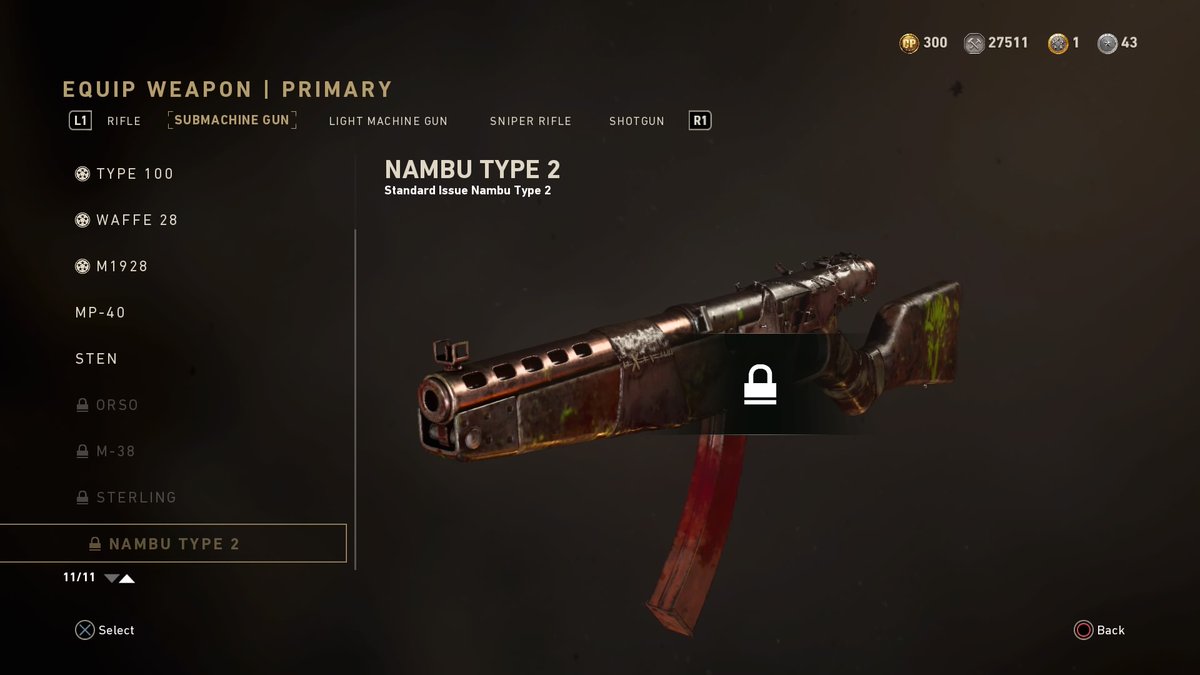 CP 300 27511 1 43
EQUIP WEAPON | PRIMARY
L1 RIFLE SUBMACHINE GUN LIGHT MACHINE GUN SNIPER RIFLE SHOTGUN R1
TYPE 100
WAFFE 28
M1928
MP-40
STEN
ORSO
M-38
STERLING
NAMBU TYPE 2
11/11
NAMBU TYPE 2
Standard Issue Nambu Type 2
Select
Back